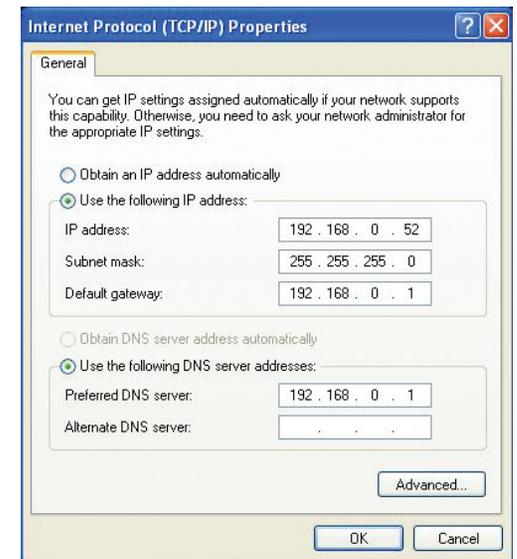 Internet Protocol (TCP/IP) Properties
General
You can get IP settings assigned automatically if your network supports
this capability. Otherwise, you need to ask your network administrator for
the appropriate IP settings.
Obtain an IP address automatically
Use the following IP address:
IP address: 192 . 168 . 0 . 52
Subnet mask: 255 . 255 . 255 . 0
Default gateway: 192 . 168 . 0 . 1
Obtain DNS server address automatically
Use the following DNS server addresses:
Preferred DNS server: 192 . 168 . 0 . 1
Alternate DNS server: . . .
Advanced...
OK Cancel